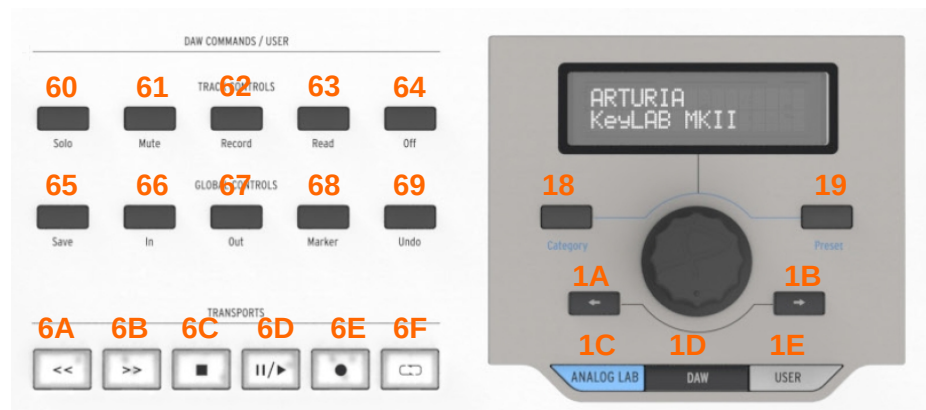 DAW COMMANDS / USER
60 61 62 63 64
TRACK CONTROLS
Solo Mute Record Read Off
65 66 67 68 69
GLOBAL CONTROLS
Save In Out Marker Undo
TRANSPORTS
6A 6B 6C 6D 6E 6F
<< >>
ARTURIA
KeyLAB MKII
18 19
Category Preset
1A 1B
1C 1D 1E
ANALOG LAB DAW USER